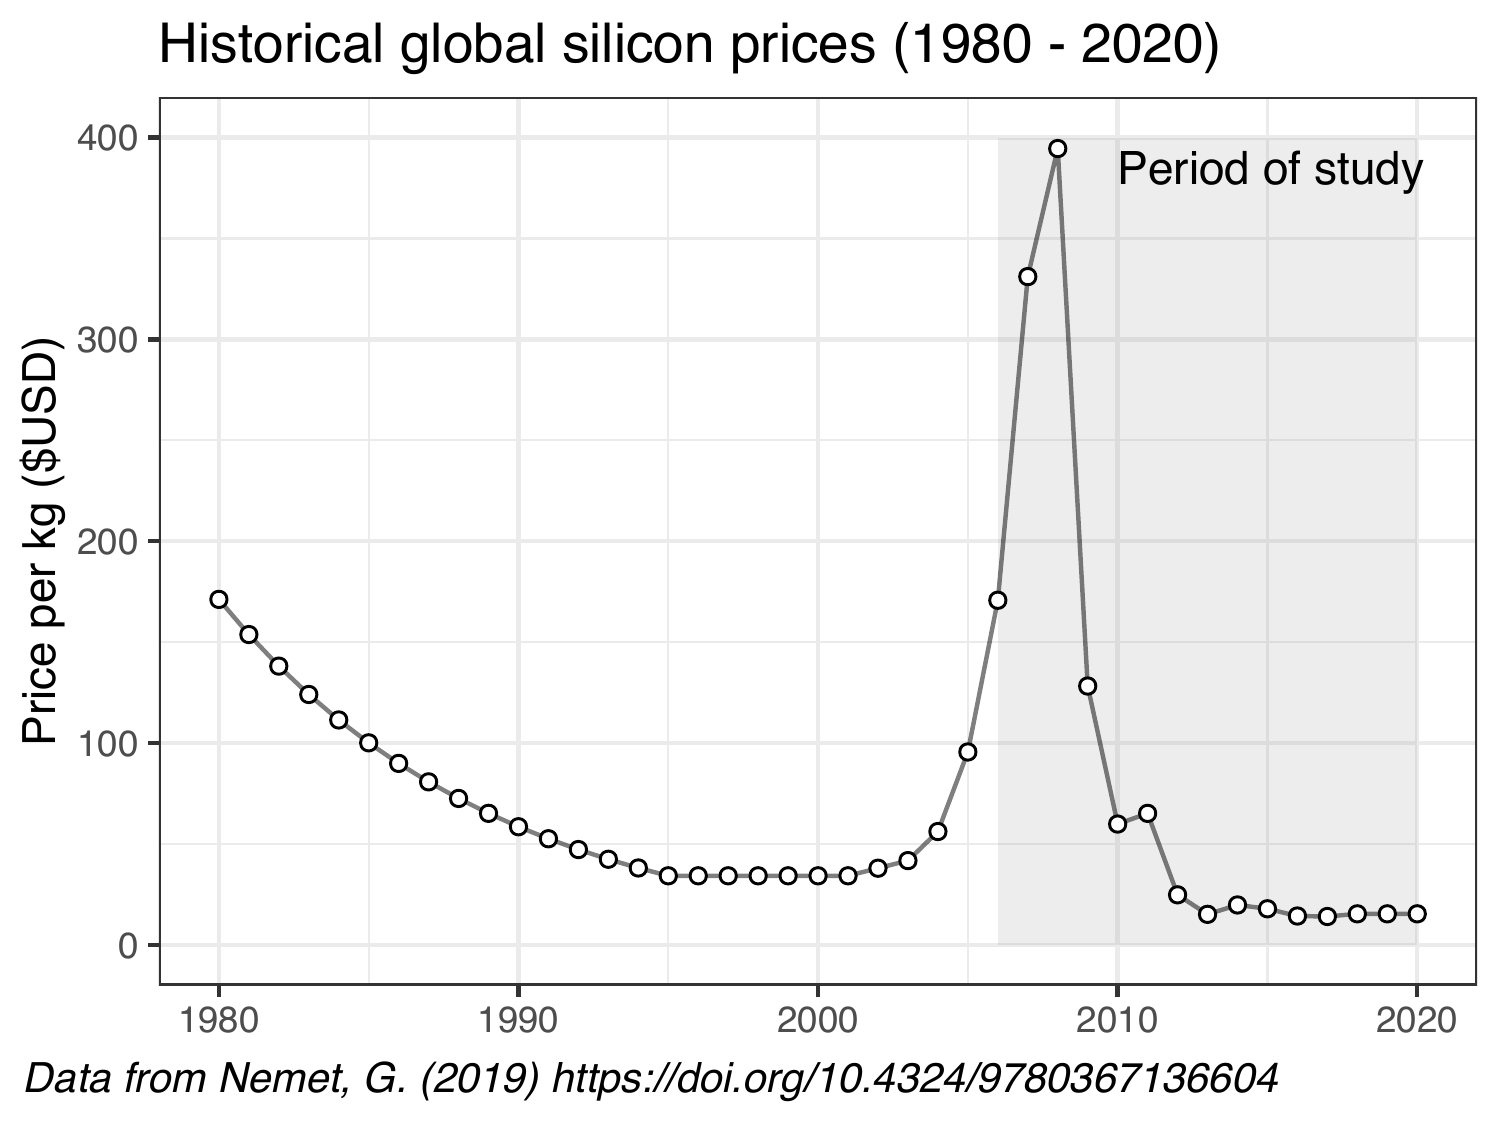 Historical global silicon prices (1980 - 2020)
400
Period of study
300
200
100
0
Price per kg ($USD)
1980 1990 2000 2010 2020
Data from Nemet, G. (2019) https://doi.org/10.4324/9780367136604